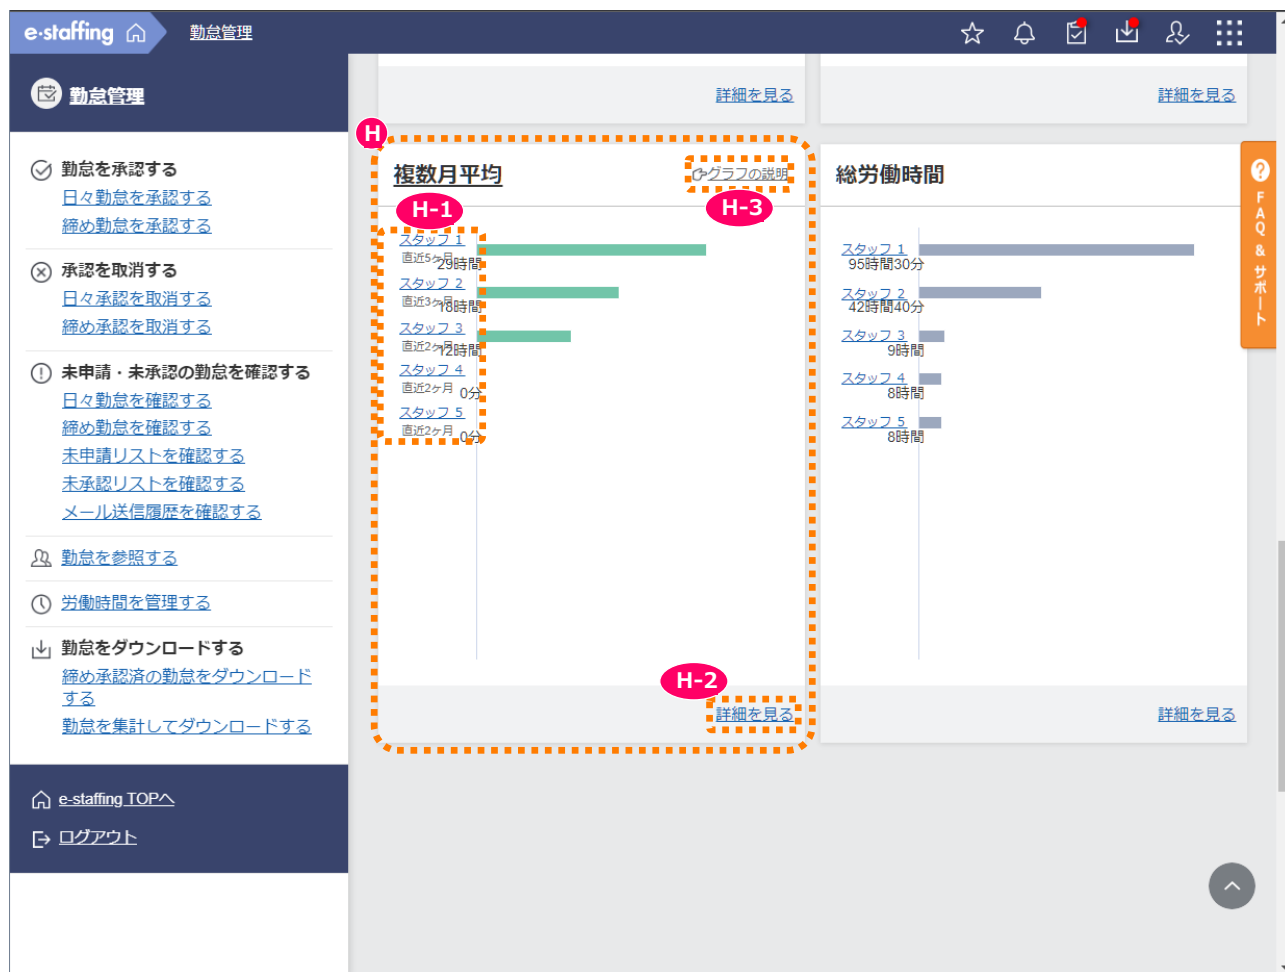 e-staffing 勤怠管理
勤怠管理
勤怠を承認する
日々勤怠を承認する
締め勤怠を承認する
承認を取消する
日々承認を取消する
締め承認を取消する
未申請・未承認の勤怠を確認する
日々勤怠を確認する
締め勤怠を確認する
未申請リストを確認する
未承認リストを確認する
メール送信履歴を確認する
勤怠を参照する
労働時間を管理する
勤怠をダウンロードする
締め承認済の勤怠をダウンロード
する
勤怠を集計してダウンロードする
e-staffing TOPへ
ログアウト
詳細を見る
詳細を見る
H
複数月平均
グラフの説明
H-1
H-3
スタッフ 1
直近5ヶ月
29時間
スタッフ 2
直近3ヶ月
18時間
スタッフ 3
直近2ヶ月
12時間
スタッフ 4
直近2ヶ月
0分
スタッフ 5
直近2ヶ月
0分
H-2
詳細を見る
総労働時間
スタッフ 1
95時間30分
スタッフ 2
42時間40分
スタッフ 3
9時間
スタッフ 4
8時間
スタッフ 5
8時間
詳細を見る
? FAQ & サポート